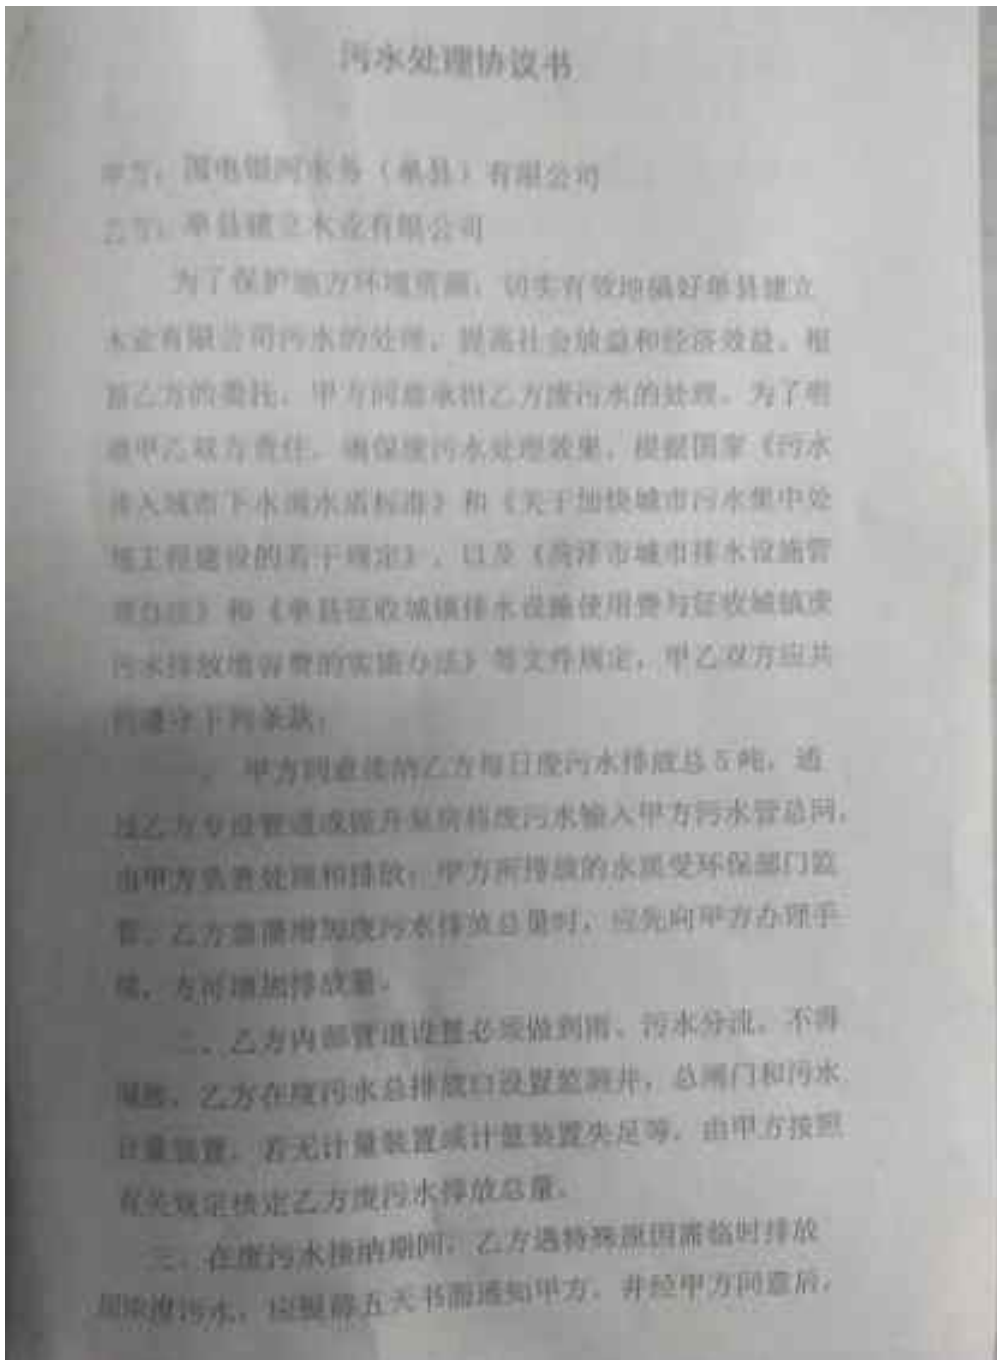 污水处理协议书
甲方：国电银河水务（单县）有限公司
乙方：单县建立木业有限公司
为了保护地方环境资源，切实有效地搞好单县建立
木业有限公司污水的处理，提高社会效益和经济效益。根
据乙方的委托，甲方同意承担乙方废污水的处理。为了明
确甲乙双方责任，确保废污水处理效果，根据国家《污水
排入城市下水道水质标准》和《关于加快城市污水集中处
理工程建设的若干规定》，以及《菏泽市城市排水设施管
理办法》和《单县征收城镇排水设施使用费与征收城镇废
污水排放增容费的实施办法》等文件规定，甲乙双方应共
同遵守下列条款：
一、甲方同意接纳乙方每日废污水排放总5吨，通
过乙方专设管道或提升泵房将废污水输入甲方污水管总网，
由甲方负责处理和排放，甲方所排放的水质受环保部门监
管。乙方需增加废污水排放总量时，应先向甲方办理手
续，方可增加排放量。
二、乙方内部管道设置必须做到雨、污水分流，不得
混放，乙方在废污水总排放口设置监测井，总闸门和污水
计量装置，若无计量装置或计量装置失足等，由甲方按照
有关规定核定乙方废污水排放总量。
三、在废污水接纳期间，乙方遇特殊原因需临时排放
高浓度污水，应提前五天书面通知甲方，并经甲方同意后，